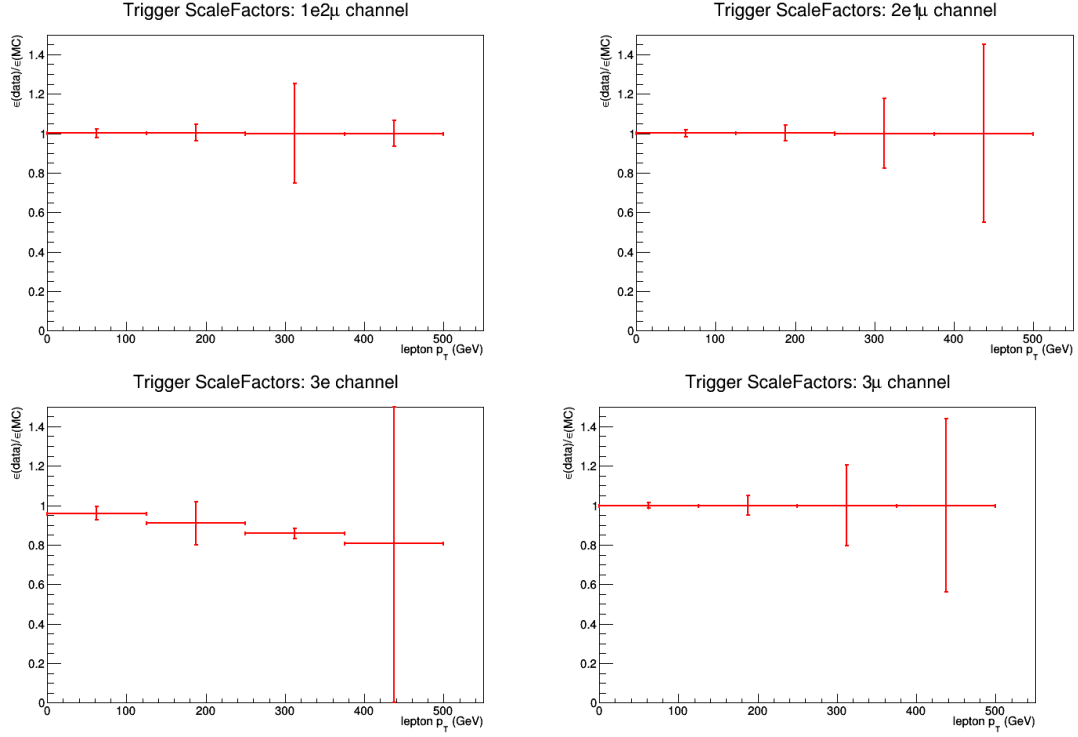 Trigger ScaleFactors: 1e2μ channel
ϵ(data)/ϵ(MC)
1.4
1.2
1
0.8
0.6
0.4
0.2
0
0 100 200 300 400 500
lepton p_T (GeV)
Trigger ScaleFactors: 2e1μ channel
ϵ(data)/ϵ(MC)
1.4
1.2
1
0.8
0.6
0.4
0.2
0
0 100 200 300 400 500
lepton p_T (GeV)
Trigger ScaleFactors: 3e channel
ϵ(data)/ϵ(MC)
1.4
1.2
1
0.8
0.6
0.4
0.2
0
0 100 200 300 400 500
lepton p_T (GeV)
Trigger ScaleFactors: 3μ channel
ϵ(data)/ϵ(MC)
1.4
1.2
1
0.8
0.6
0.4
0.2
0
0 100 200 300 400 500
lepton p_T (GeV)